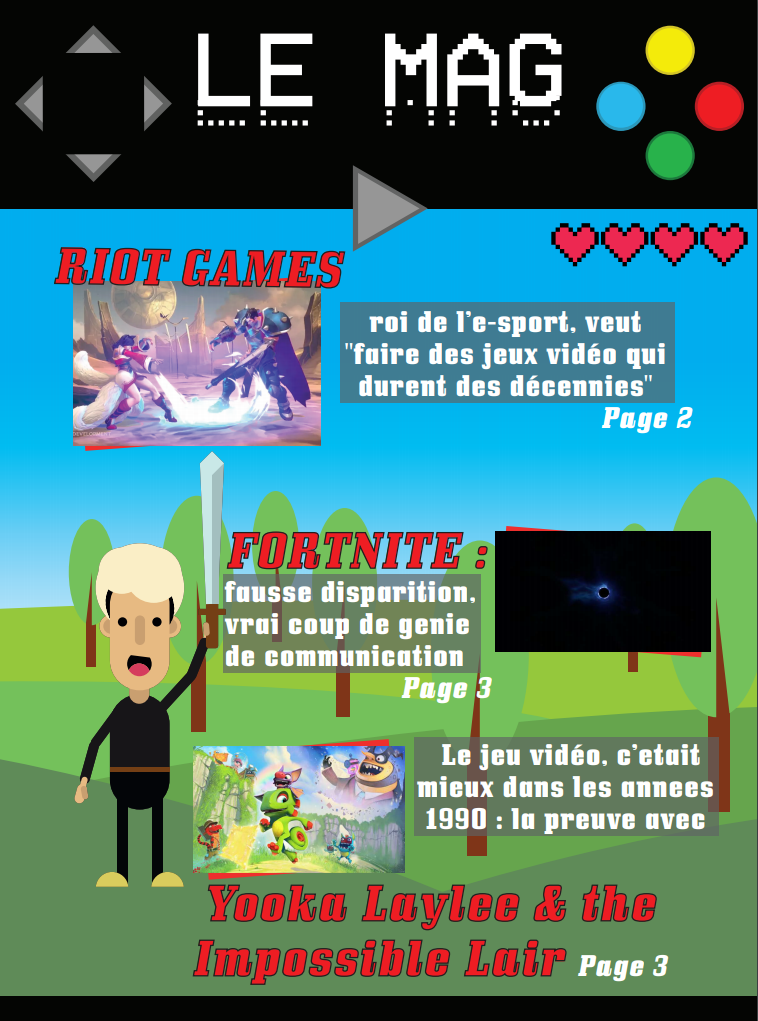 LE MAG
RIOT GAMES
roi de l'e-sport, veut
"faire des jeux vidéo qui
durent des décennies"
Page 2
FORTNITE :
fausse disparition,
vrai coup de genie
de communication
Page 3
Le jeu vidéo, c'etait
mieux dans les annees
1990 : la preuve avec
Yooka Laylee & the
Impossible Lair Page 3